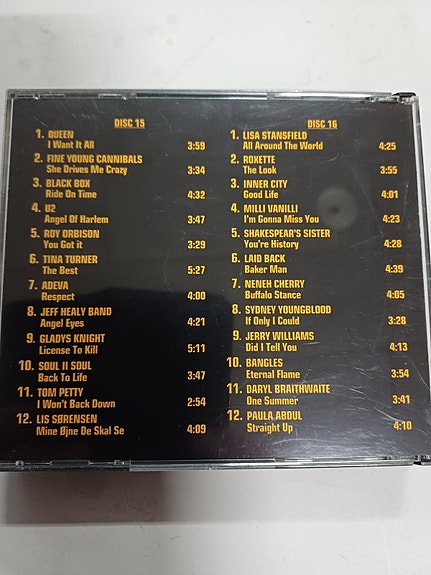 DISC 15
1. QUEEN
I Want It All 3:59
2. FINE YOUNG CANNIBALS
She Drives Me Crazy 3:34
3. BLACK BOX
Ride On Time 4:32
4. U2
Angel Of Harlem 3:47
5. ROY ORBISON
You Got it 3:29
6. TINA TURNER
The Best 5:27
7. ADEVA
Respect 4:00
8. JEFF HEALY BAND
Angel Eyes 4:21
9. GLADYS KNIGHT
License To Kill 5:11
10. SOUL II SOUL
Back To Life 3:47
11. TOM PETTY
I Won't Back Down 2:54
12. LIS SØRENSEN
Mine Øjne De Skal Se 4:09
DISC 16
1. LISA STANSFIELD
All Around The World 4:25
2. ROXETTE
The Look 3:55
3. INNER CITY
Good Life 4:01
4. MILLI VANILLI
I'm Gonna Miss You 4:23
5. SHAKESPEAR'S SISTER
You're History 4:28
6. LAID BACK
Baker Man 4:39
7. NENEH CHERRY
Buffalo Stance 4:05
8. SYDNEY YOUNGBLOOD
If Only I Could 3:28
9. JERRY WILLIAMS
Did I Tell You 4:13
10. BANGLES
Eternal Flame 3:54
11. DARYL BRAITHWAITE
One Summer 3:41
12. PAULA ABDUL
Straight Up 4:10